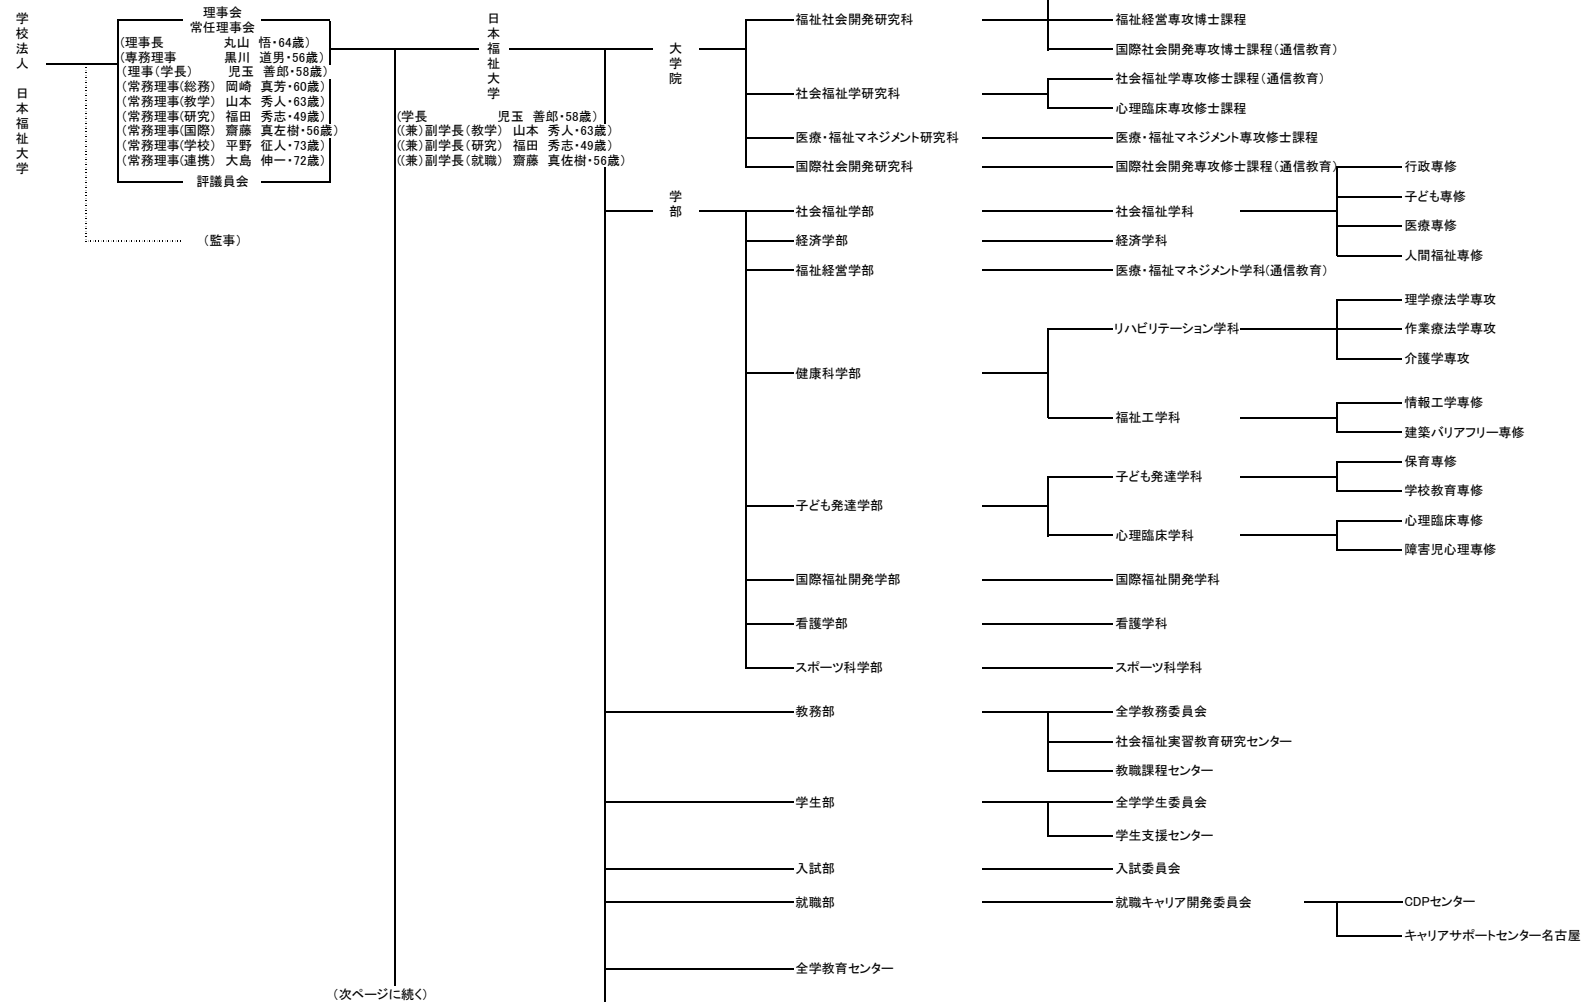 学校法人 日本福祉大学
理事会
常任理事会
(理事長 丸山 悟・64歳)
(専務理事 黒川 道男・56歳)
(理事(学長) 児玉 善郎・58歳)
(常務理事(総務) 岡崎 真芳・60歳)
(常務理事(教学) 山本 秀人・63歳)
(常務理事(研究) 福田 秀志・49歳)
(常務理事(国際) 齋藤 真左樹・56歳)
(常務理事(学校) 平野 征人・73歳)
(常務理事(連携) 大島 伸一・72歳)
評議員会
(監事)
日本福祉大学
(学長 児玉 善郎・58歳)
((兼)副学長(教学) 山本 秀人・63歳)
((兼)副学長(研究) 福田 秀志・49歳)
((兼)副学長(就職) 齋藤 真佐樹・56歳)
(次ページに続く)
大学院
福祉社会開発研究科
福祉経営専攻博士課程
国際社会開発専攻博士課程(通信教育)
社会福祉学研究科
社会福祉学専攻修士課程(通信教育)
心理臨床専攻修士課程
医療・福祉マネジメント研究科
医療・福祉マネジメント専攻修士課程
国際社会開発研究科
国際社会開発専攻修士課程(通信教育)
学部
社会福祉学部
社会福祉学科
行政専修
子ども専修
医療専修
人間福祉専修
経済学部
経済学科
福祉経営学部
医療・福祉マネジメント学科(通信教育)
健康科学部
リハビリテーション学科
理学療法学専攻
作業療法学専攻
介護学専攻
福祉工学科
情報工学専修
建築バリアフリー専修
子ども発達学部
子ども発達学科
保育専修
学校教育専修
心理臨床学科
心理臨床専修
障害児心理専修
国際福祉開発学部
国際福祉開発学科
看護学部
看護学科
スポーツ科学部
スポーツ科学科
教務部
全学教務委員会
社会福祉実習教育研究センター
教職課程センター
学生部
全学学生委員会
学生支援センター
入試部
入試委員会
就職部
就職キャリア開発委員会
CDPセンター
キャリアサポートセンター名古屋
全学教育センター